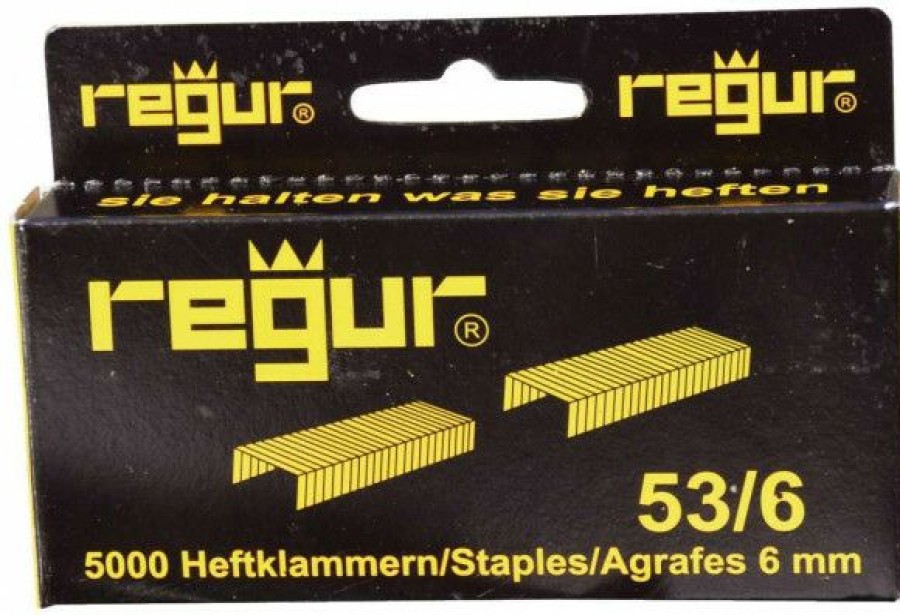 regur® regur®
sie halten was sie heften
regur®
53/6
5000 Heftklammern/Staples/Agrafes 6 mm